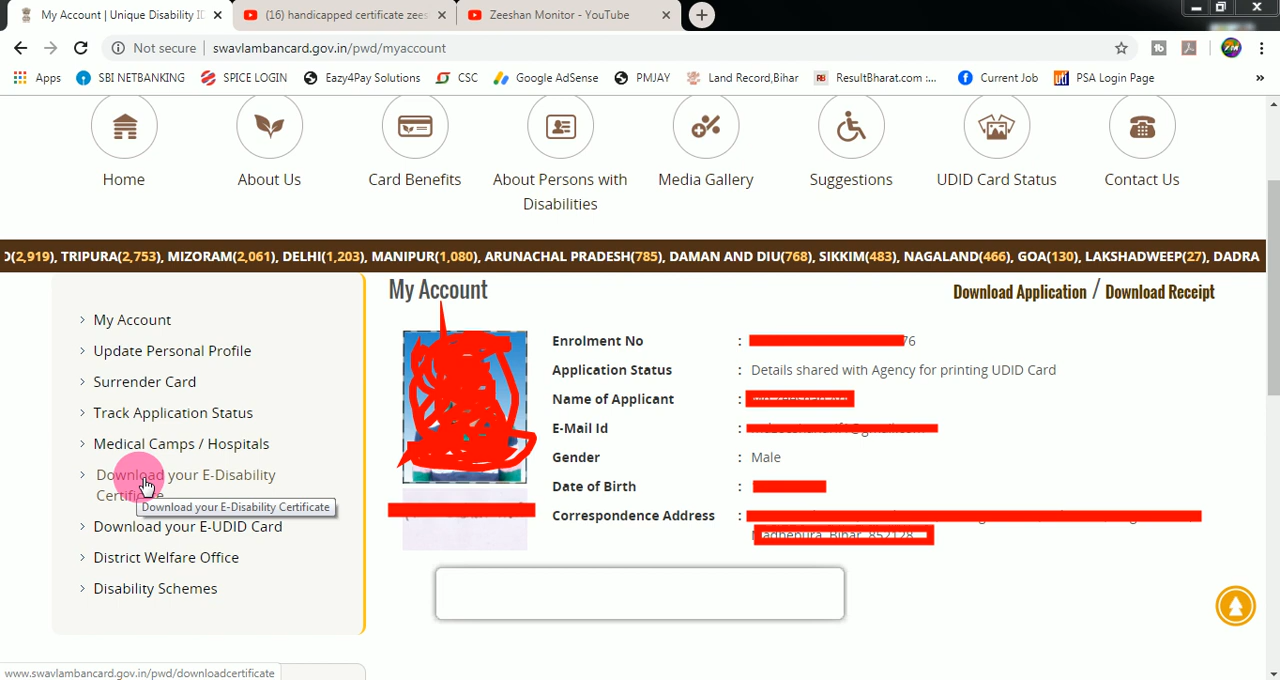 My Account | Unique Disability ID
(16) handicapped certificate zees
Zeeshan Monitor - YouTube
Not secure | swavlambancard.gov.in/pwd/myaccount
Apps
SBI NETBANKING
SPICE LOGIN
Eazy4Pay Solutions
CSC
Google AdSense
PMJAY
Land Record,Bihar
ResultBharat.com :...
Current Job
PSA Login Page
»
Home
About Us
Card Benefits
About Persons with
Disabilities
Media Gallery
Suggestions
UDID Card Status
Contact Us
(2,919), TRIPURA(2,753), MIZORAM(2,061), DELHI(1,203), MANIPUR(1,080), ARUNACHAL PRADESH(785), DAMAN AND DIU(768), SIKKIM(483), NAGALAND(466), GOA(130), LAKSHADWEEP(27), DADRA
My Account
Update Personal Profile
Surrender Card
Track Application Status
Medical Camps / Hospitals
Download your E-Disability
Certificate
Download your E-Disability Certificate
Download your E-UDID Card
District Welfare Office
Disability Schemes
My Account
Download Application / Download Receipt
Enrolment No : 76
Application Status : Details shared with Agency for printing UDID Card
Name of Applicant :
E-Mail Id :
Gender : Male
Date of Birth :
Correspondence Address :
www.swavlambancard.gov.in/pwd/downloadcertificate